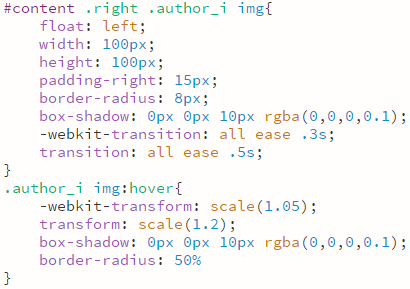 #content .right .author_i img{
    float: left;
    width: 100px;
    height: 100px;
    padding-right: 15px;
    border-radius: 8px;
    box-shadow: 0px 0px 10px rgba(0,0,0,0.1);
    -webkit-transition: all ease .3s;
    transition: all ease .5s;
}
.author_i img:hover{
    -webkit-transform: scale(1.05);
    transform: scale(1.2);
    box-shadow: 0px 0px 10px rgba(0,0,0,0.1);
    border-radius: 50%
}